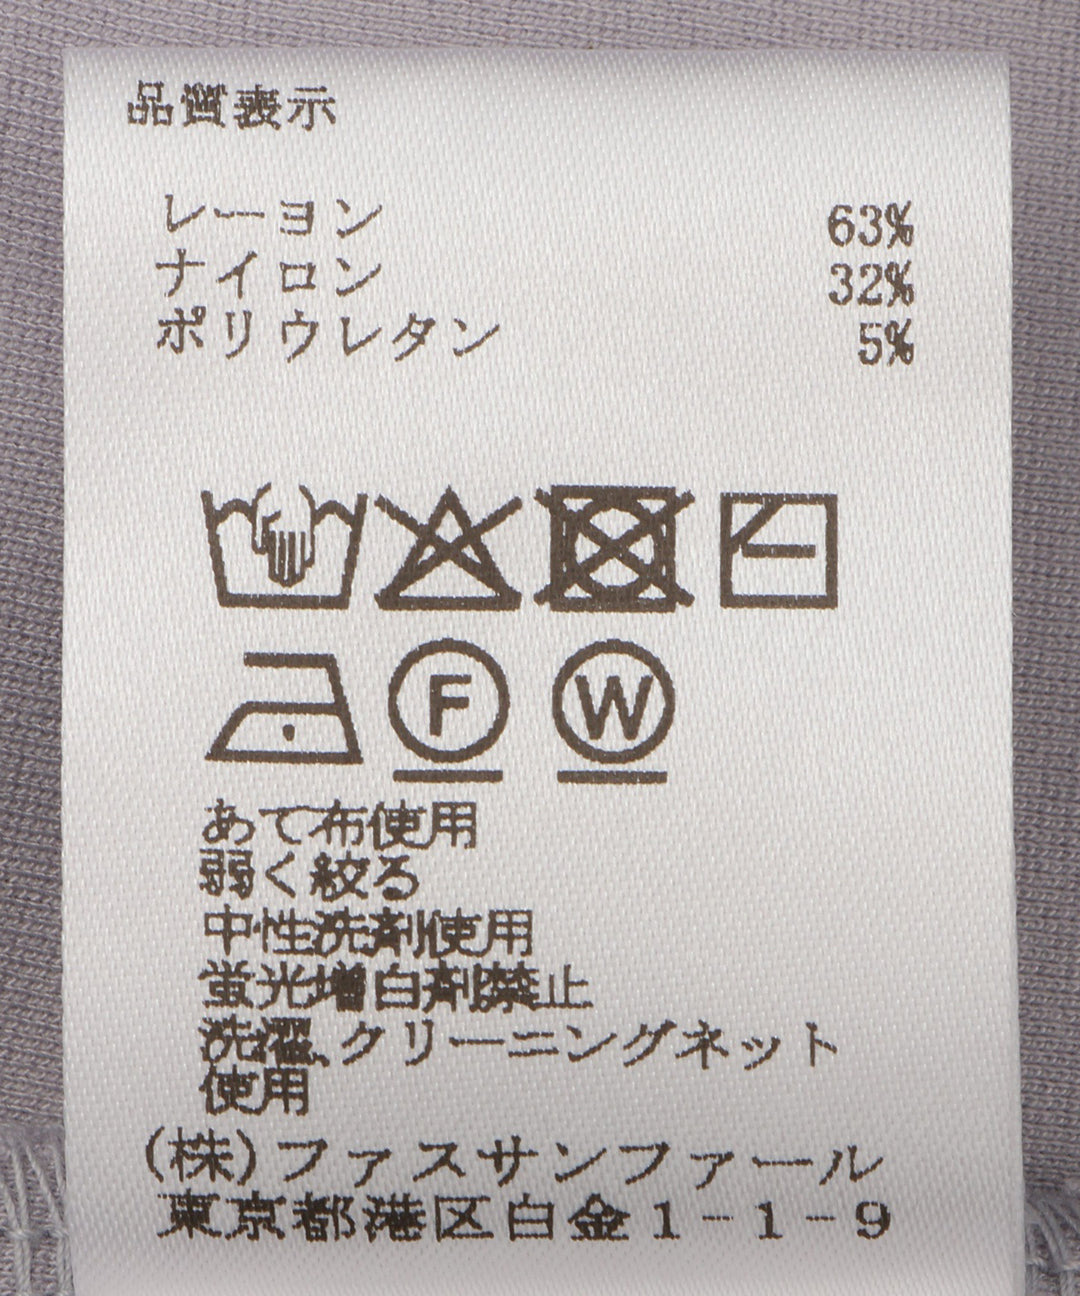 品質表示
レーヨン 63%
ナイロン 32%
ポリウレタン 5%
F W
あて布使用
弱く絞る
中性洗剤使用
蛍光増白剤禁止
洗濯、クリーニングネット
使用
(株)ファスサンファール
東京都港区白金1-1-9